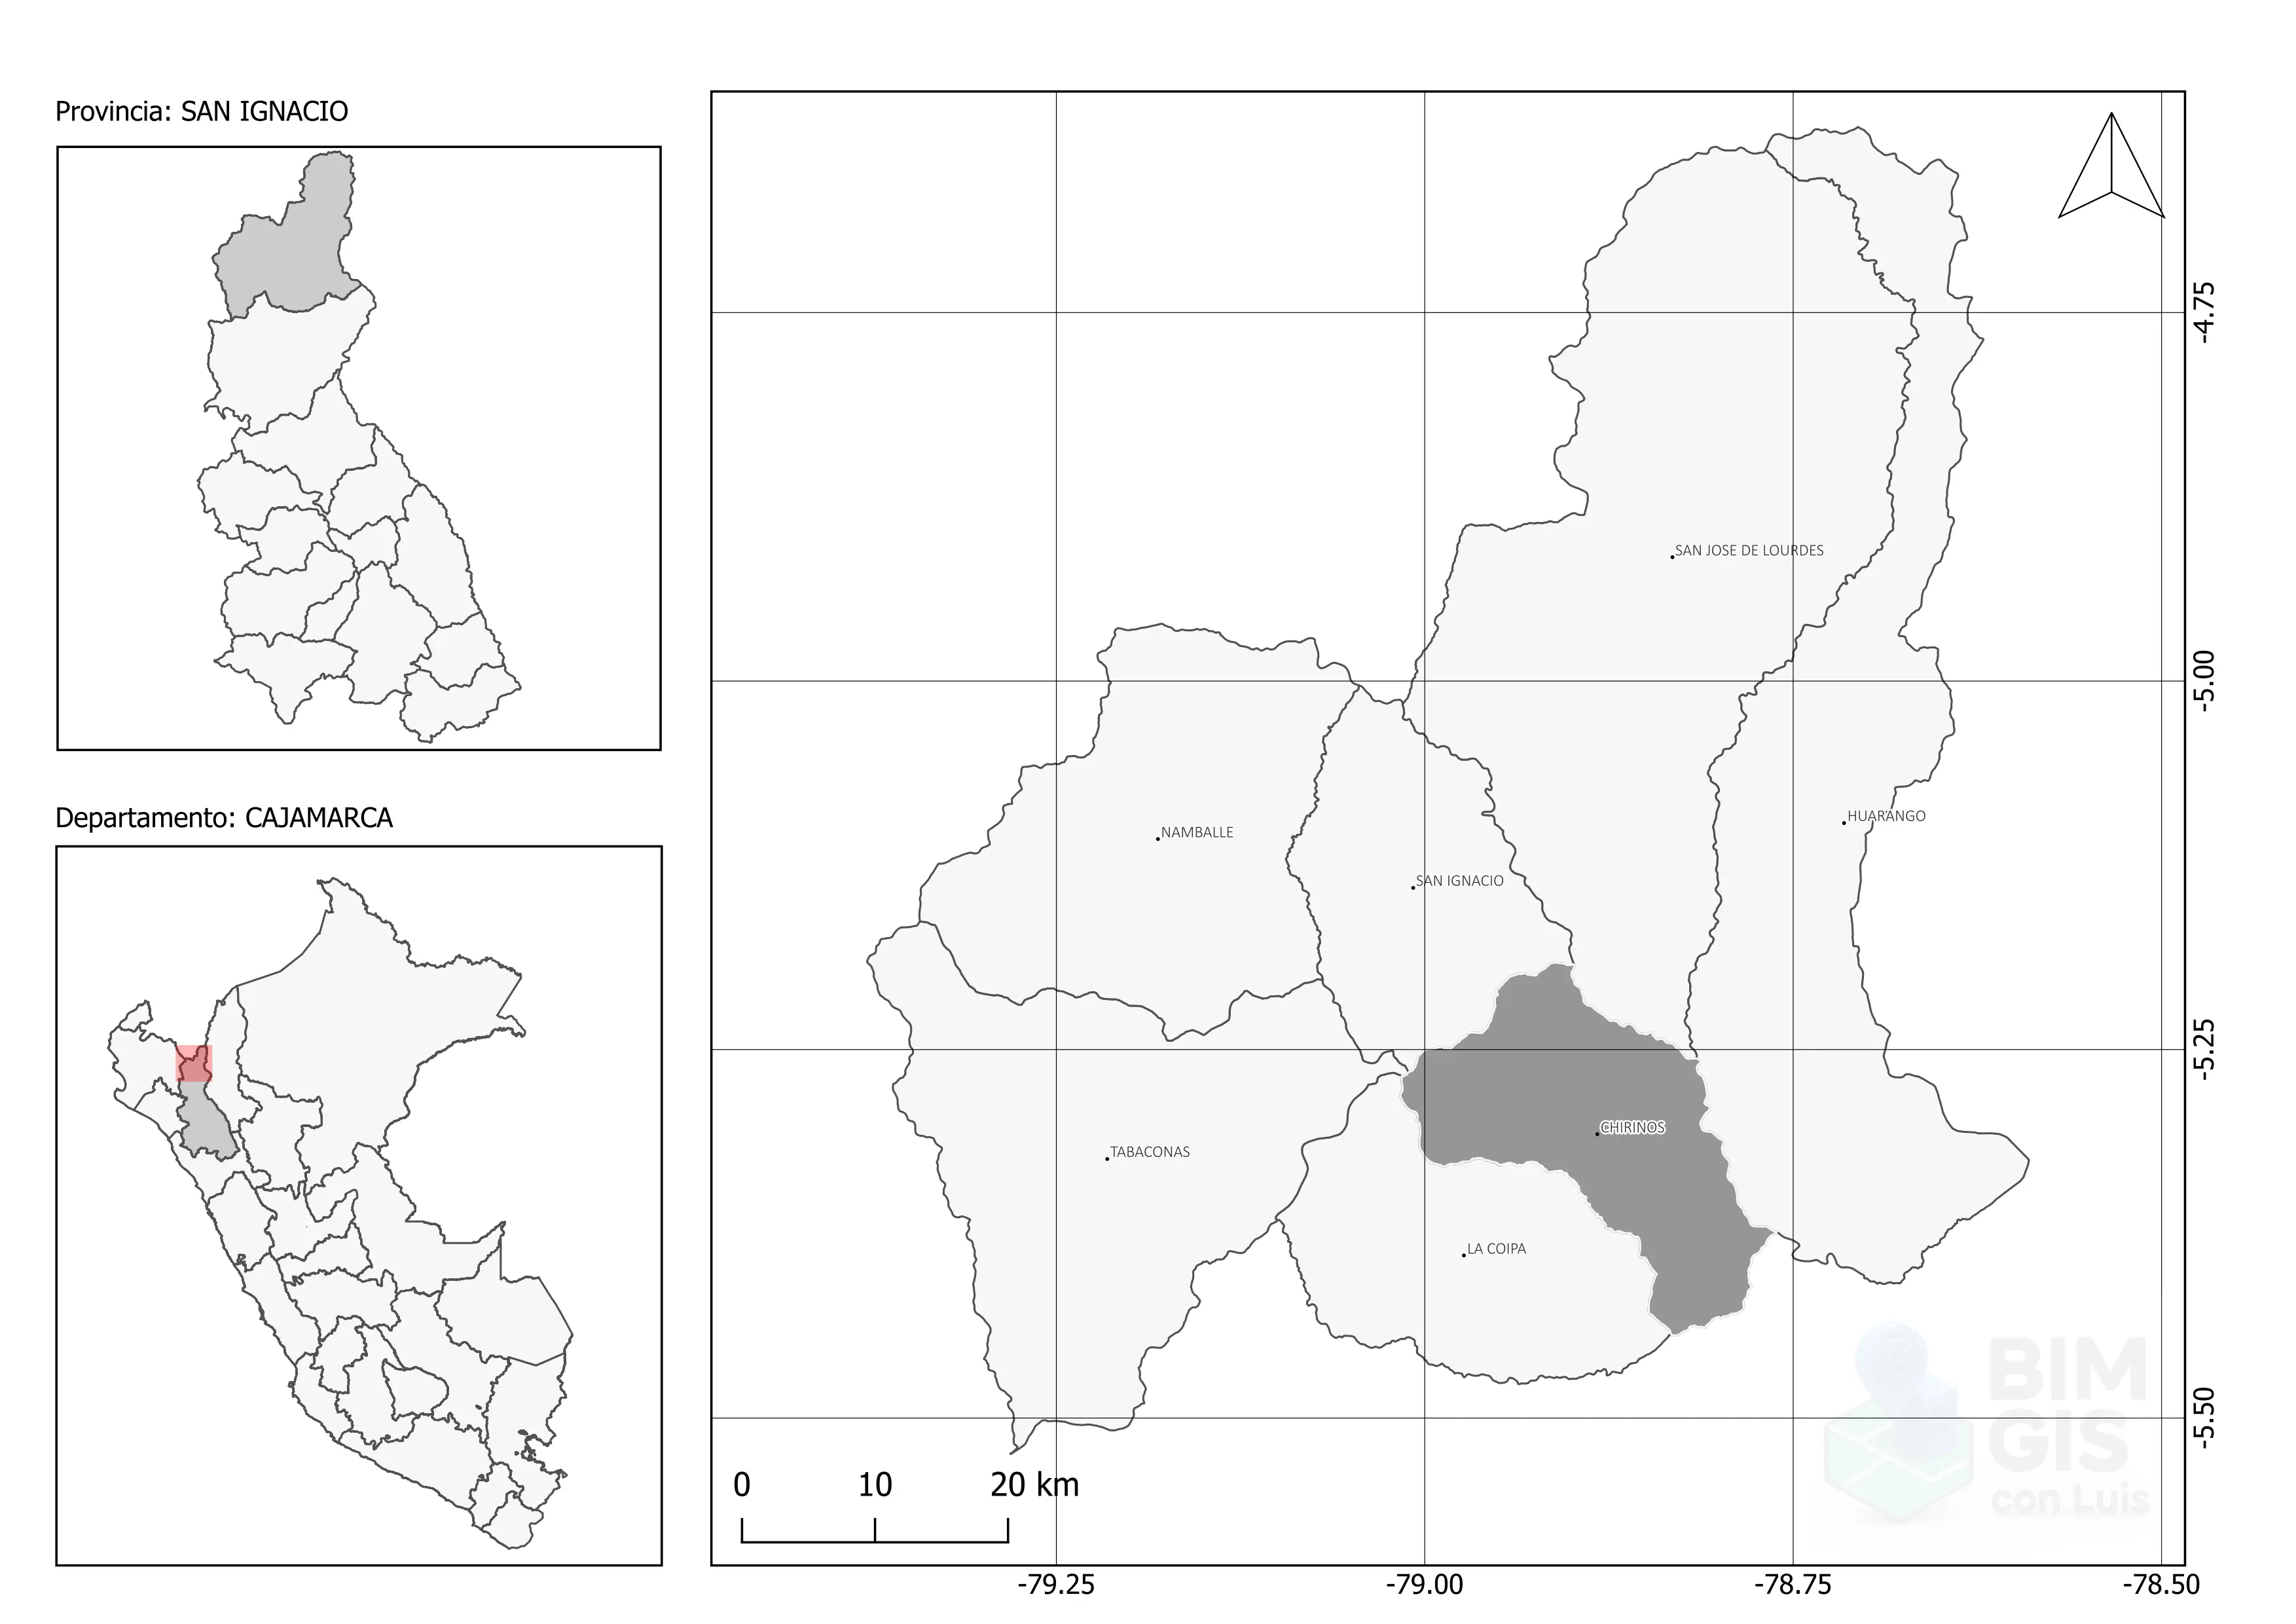 Provincia: SAN IGNACIO
Departamento: CAJAMARCA
SAN JOSE DE LOURDES
HUARANGO
NAMBALLE
SAN IGNACIO
CHIRINOS
TABACONAS
LA COIPA
-4.75
-5.00
-5.25
-5.50
0 10 20 km
BIM
GIS
con Luis
-79.25 -79.00 -78.75 -78.50